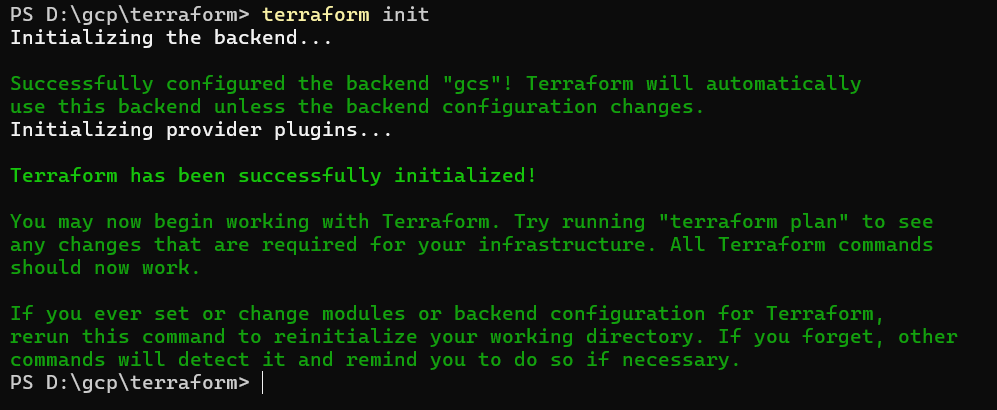 PS D:\gcp\terraform> terraform init
Initializing the backend...
Successfully configured the backend "gcs"! Terraform will automatically
use this backend unless the backend configuration changes.
Initializing provider plugins...
Terraform has been successfully initialized!
You may now begin working with Terraform. Try running "terraform plan" to see
any changes that are required for your infrastructure. All Terraform commands
should now work.
If you ever set or change modules or backend configuration for Terraform,
rerun this command to reinitialize your working directory. If you forget, other
commands will detect it and remind you to do so if necessary.
PS D:\gcp\terraform>